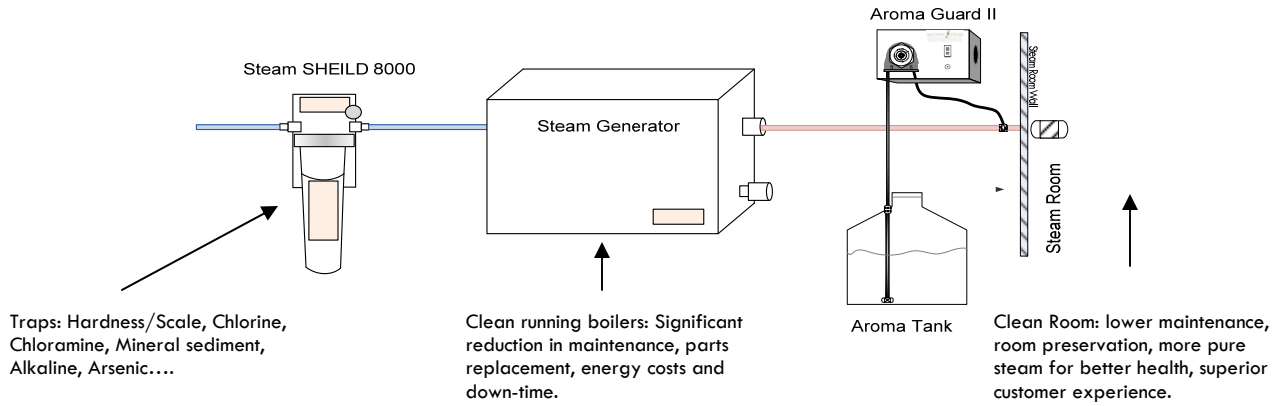 Aroma Guard II
Steam SHEILD 8000
Steam Generator
Steam Room Wall
Steam Room
Aroma Tank
Traps: Hardness/Scale, Chlorine,
Chloramine, Mineral sediment,
Alkaline, Arsenic....
Clean running boilers: Significant
reduction in maintenance, parts
replacement, energy costs and
down-time.
Clean Room: lower maintenance,
room preservation, more pure
steam for better health, superior
customer experience.